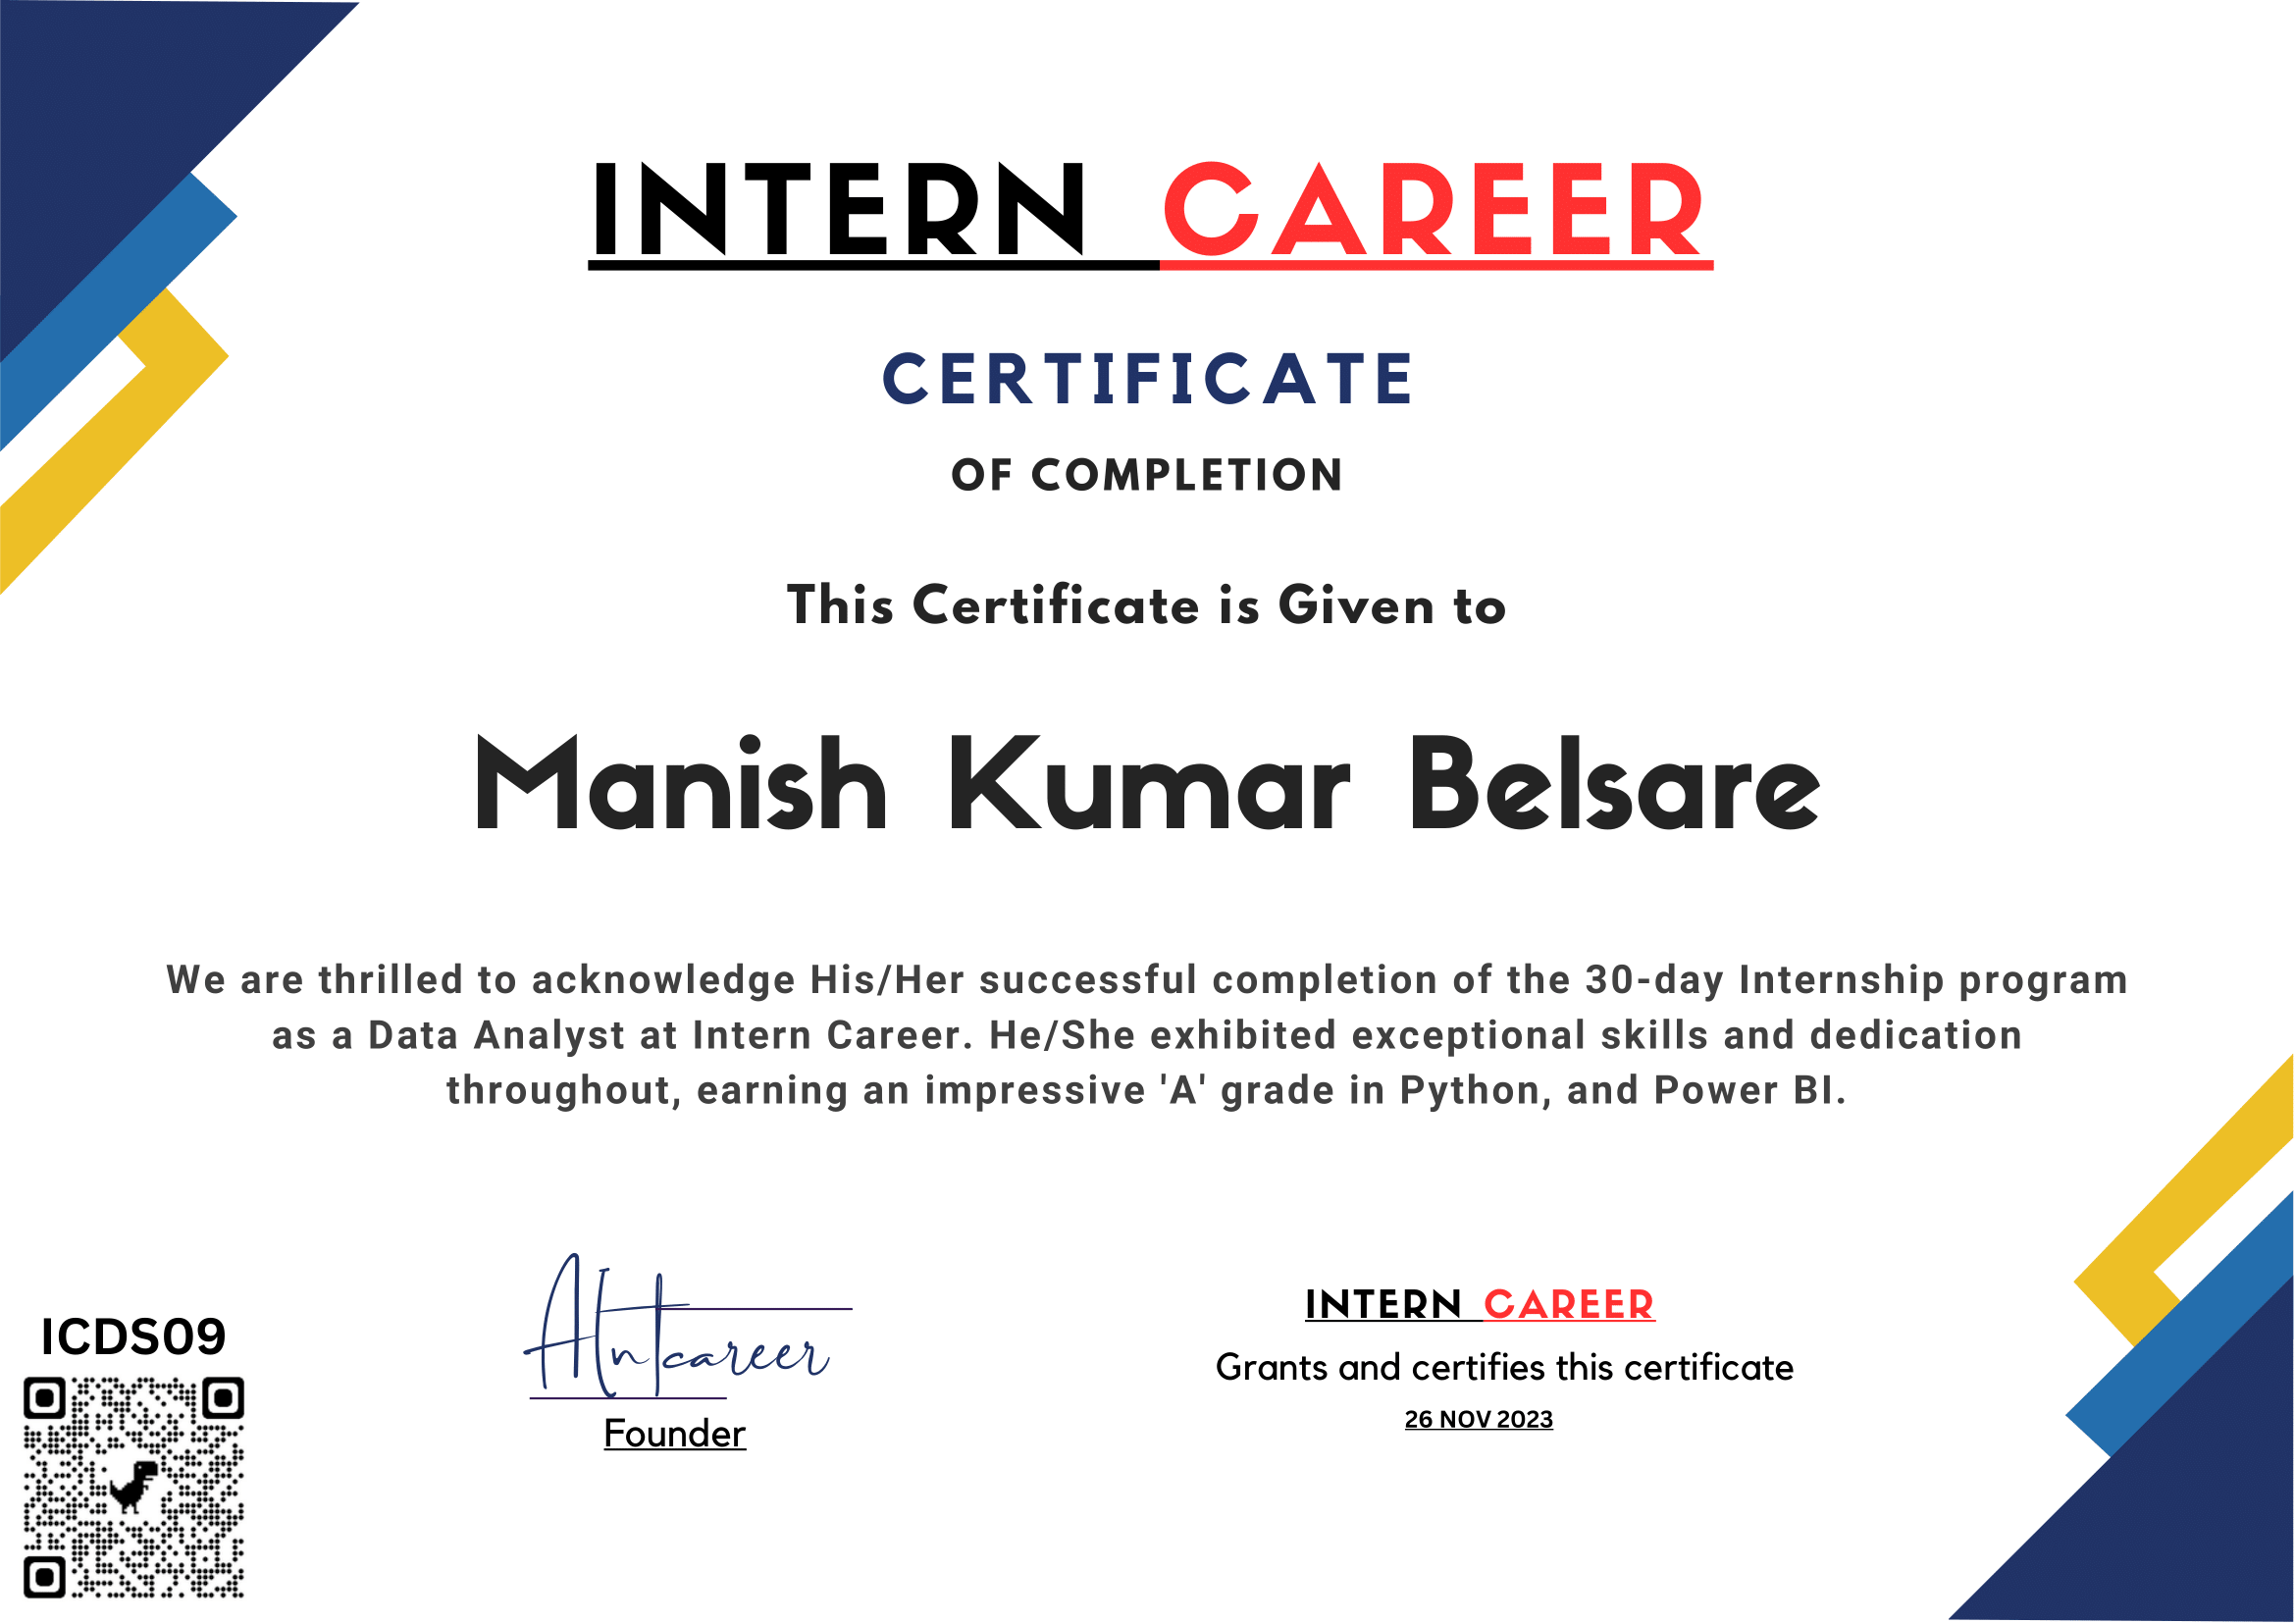 INTERN CAREER
CERTIFICATE
OF COMPLETION
This Certificate is Given to
Manish Kumar Belsare
We are thrilled to acknowledge His/Her successful completion of the 30-day Internship program
as a Data Analyst at Intern Career. He/She exhibited exceptional skills and dedication
throughout, earning an impressive 'A' grade in Python, and Power BI.
ICDS09
Founder
INTERN CAREER
Grants and certifies this certificate
26 NOV 2023